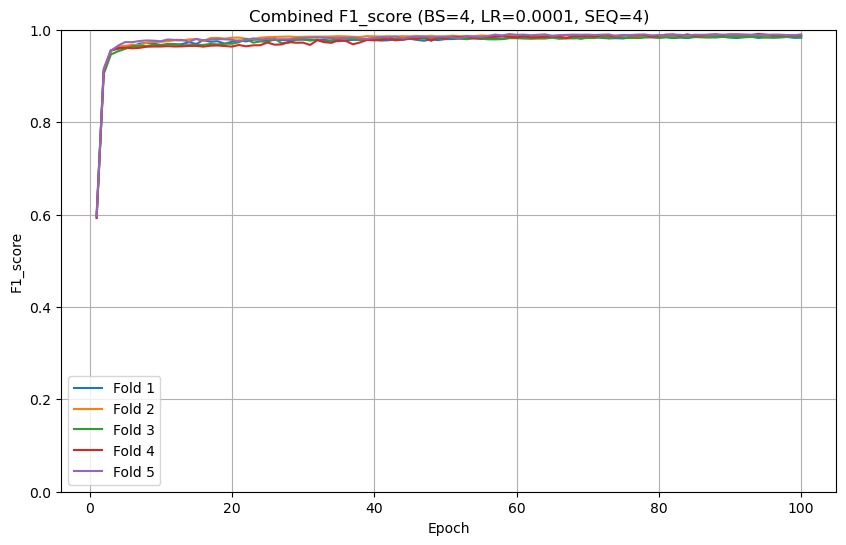 Combined F1_score (BS=4, LR=0.0001, SEQ=4)
F1_score
1.0
0.8
0.6
0.4
0.2
0.0
Fold 1
Fold 2
Fold 3
Fold 4
Fold 5
0 20 40 60 80 100
Epoch